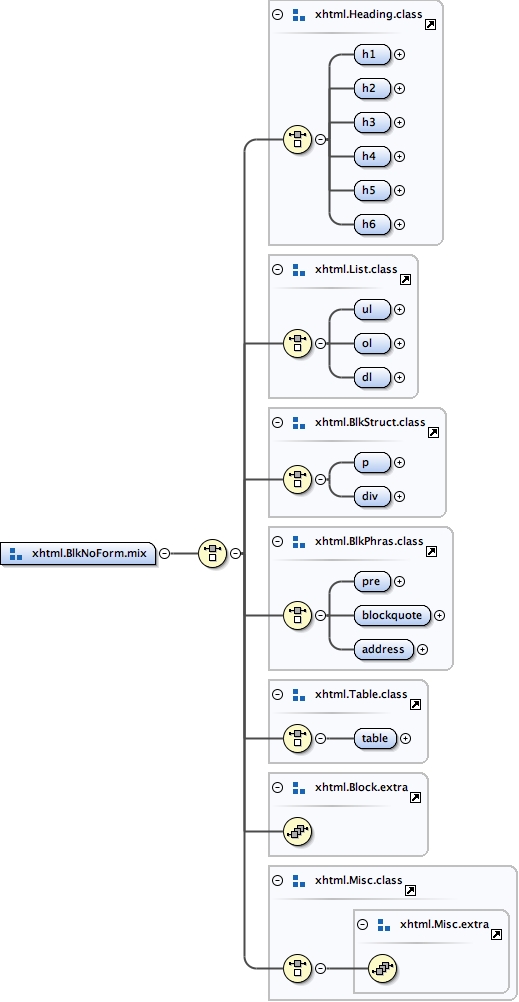 xhtml.Heading.class
h1
h2
h3
h4
h5
h6
xhtml.List.class
ul
ol
dl
xhtml.BlkStruct.class
p
div
xhtml.BlkNoForm.mix
xhtml.BlkPhras.class
pre
blockquote
address
xhtml.Table.class
table
xhtml.Block.extra
xhtml.Misc.class
xhtml.Misc.extra